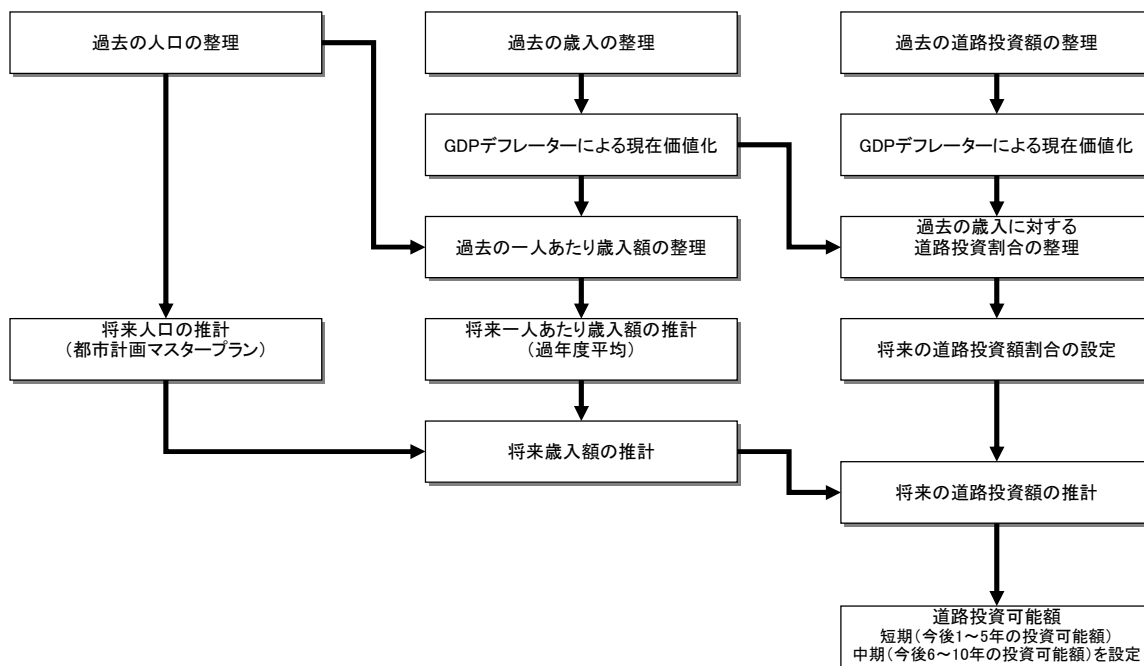 過去の人口の整理
過去の歳入の整理
過去の道路投資額の整理
GDPデフレーターによる現在価値化
GDPデフレーターによる現在価値化
過去の一人あたり歳入額の整理
過去の歳入に対する
道路投資割合の整理
将来人口の推計
（都市計画マスタープラン）
将来一人あたり歳入額の推計
（過年度平均）
将来の道路投資額割合の設定
将来歳入額の推計
将来の道路投資額の推計
道路投資可能額
短期（今後1～5年の投資可能額）
中期（今後6～10年の投資可能額）を設定